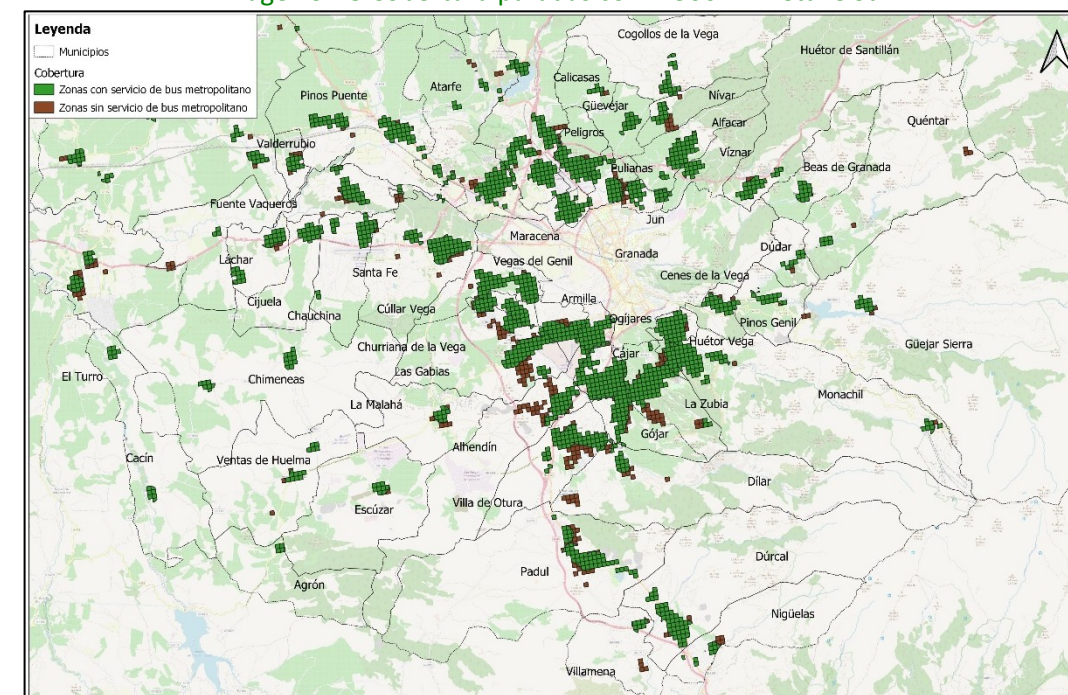 Leyenda
Municipios
Cobertura
Zonas con servicio de bus metropolitano
Zonas sin servicio de bus metropolitano
Cogollos de la Vega
Huétor de Santillán
Atarfe
Calicasas
Pinos Puente
Nívar
Güevéjar
Quéntar
Alfacar
Peligros
Valderrubio
Víznar
Pulianas
Beas de Granada
Fuente Vaqueros
Jun
Maracena
Dúdar
Granada
Láchar
Vegas del Genil
Santa Fe
Cenes de la Vega
Cijuela
Armilla
Cúllar Vega
Chauchina
Ogíjares
Pinos Genil
Huétor Vega
Güejar Sierra
Churriana de la Vega
Cájar
Las Gabias
El Turro
Chimeneas
Monachil
La Malahá
La Zubia
Gójar
Alhendín
Cacín
Ventas de Huelma
Dílar
Villa de Otura
Escúzar
Dúrcal
Padul
Agrón
Nigüelas
Villamena